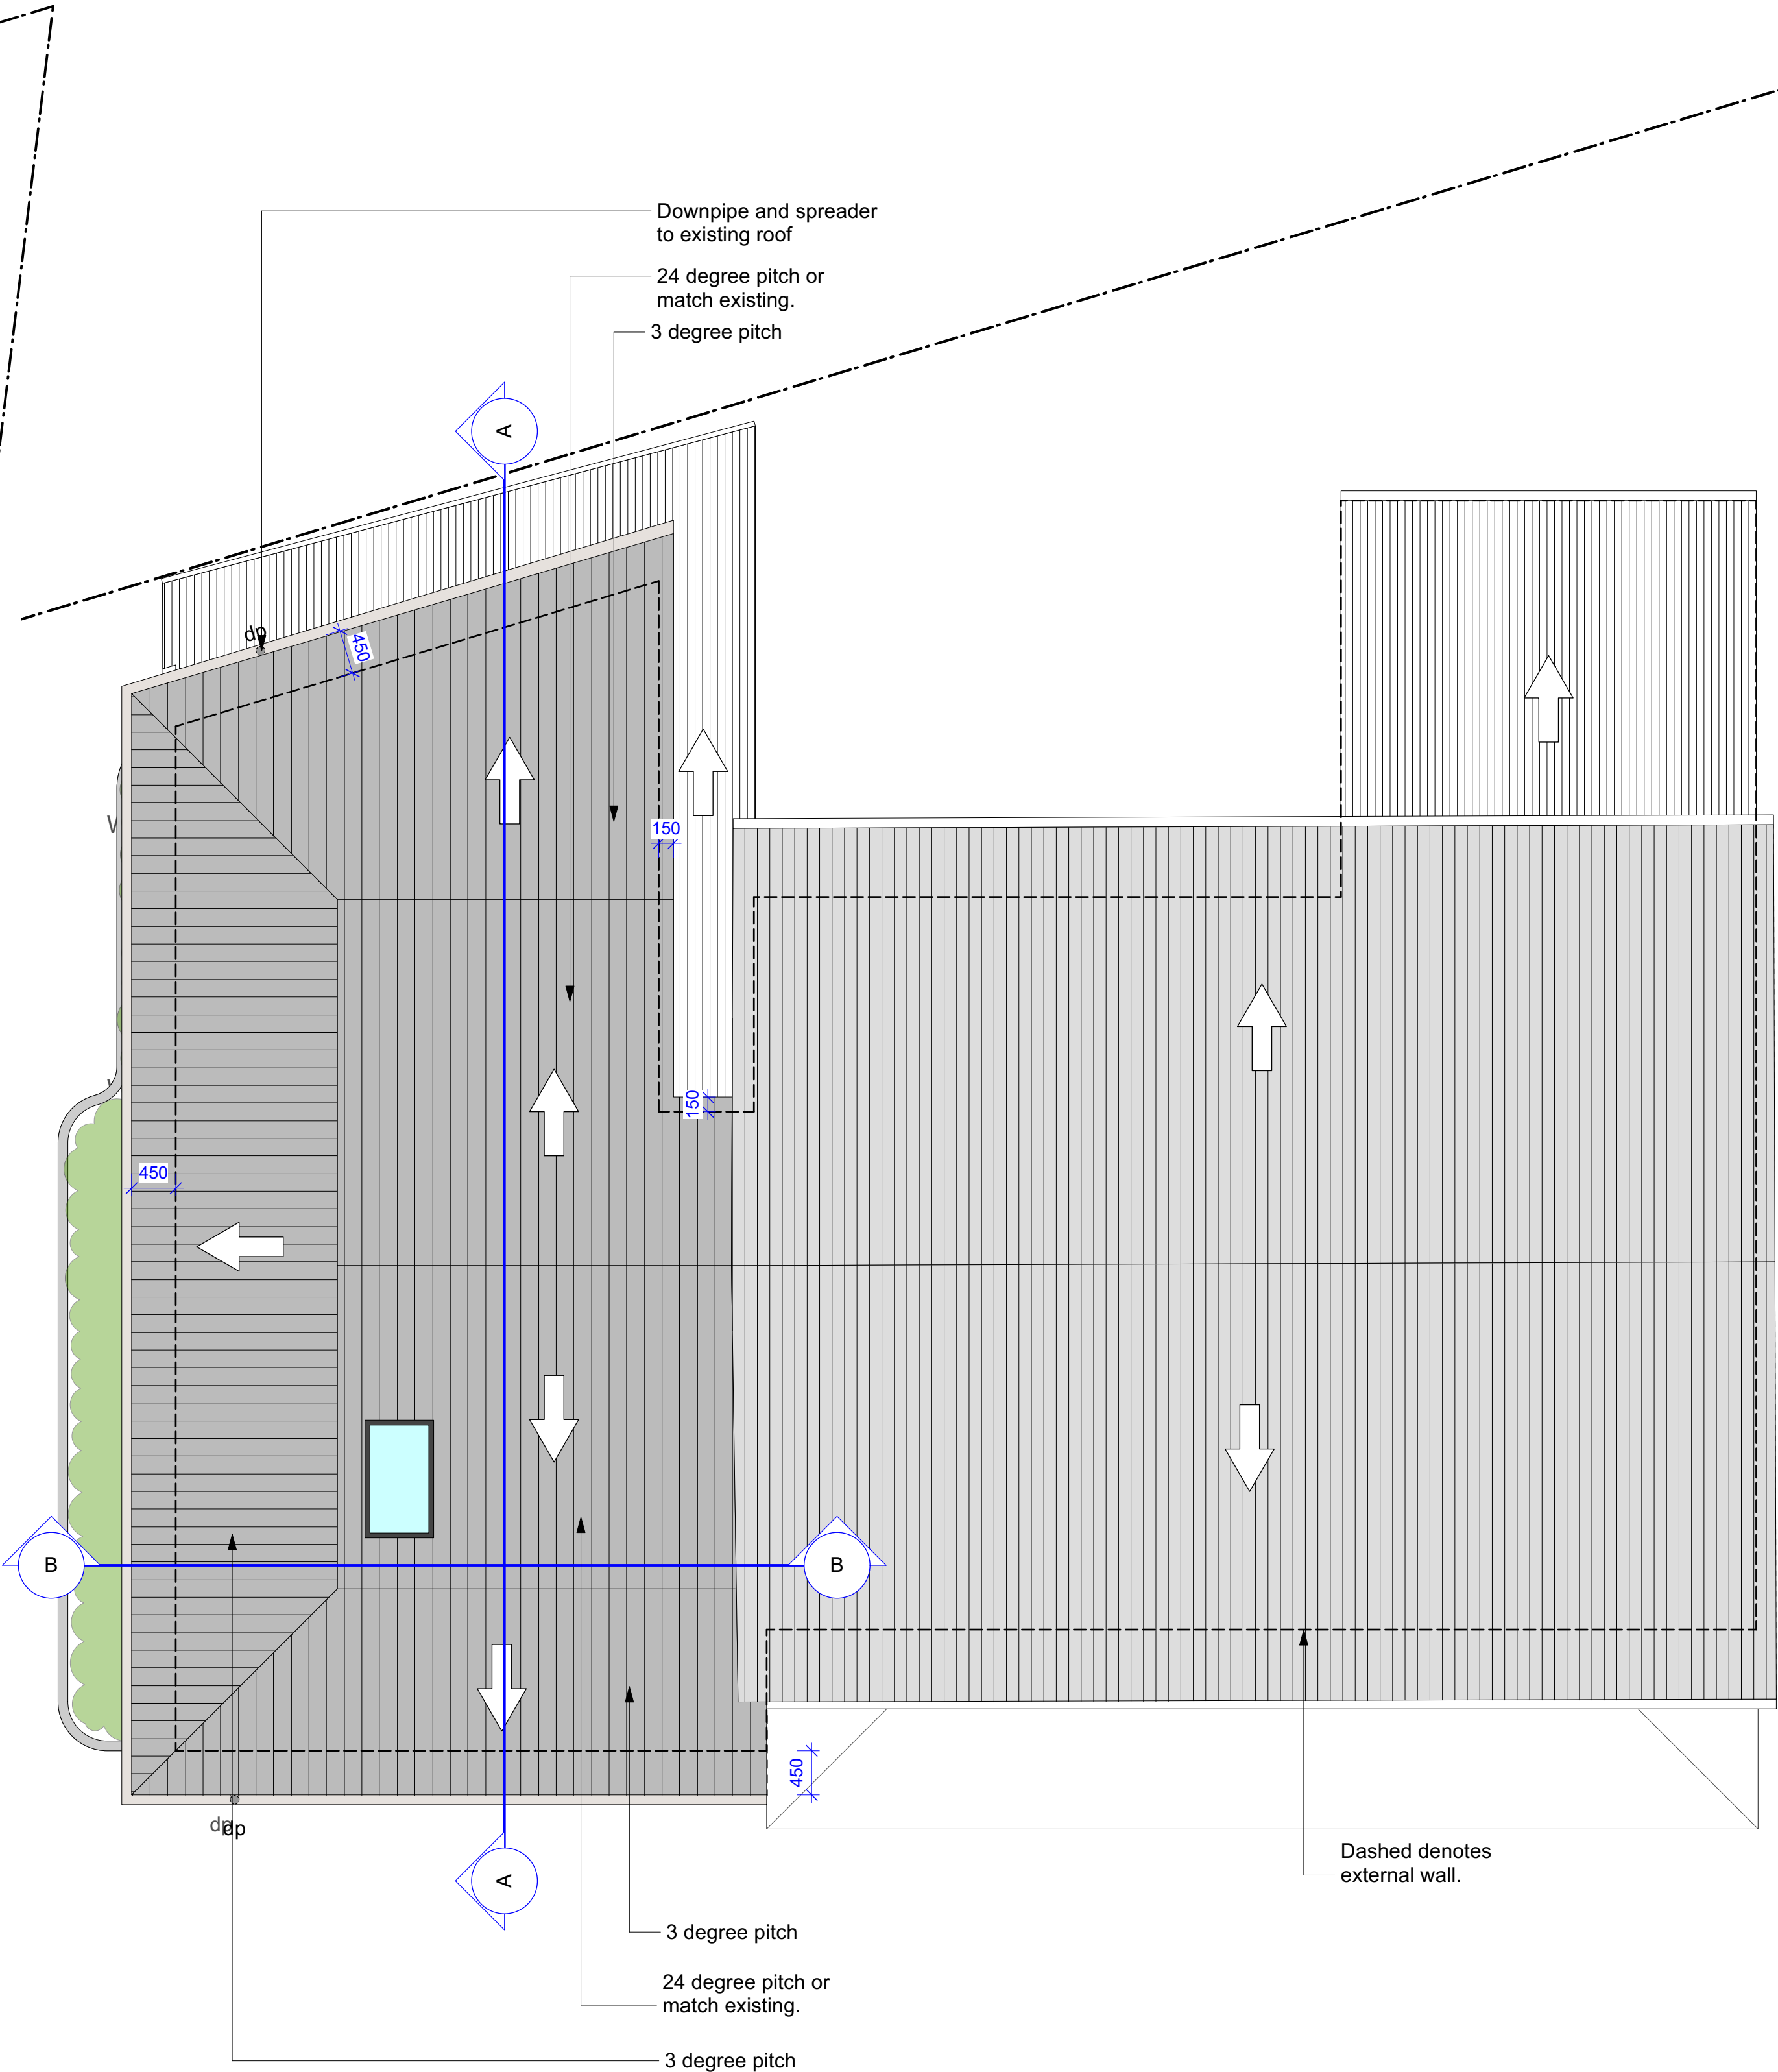 Downpipe and spreader
to existing roof
24 degree pitch or
match existing.
3 degree pitch
A
dp
450
150
150
450
B
B
450
dp
dp
A
Dashed denotes
external wall.
3 degree pitch
24 degree pitch or
match existing.
3 degree pitch